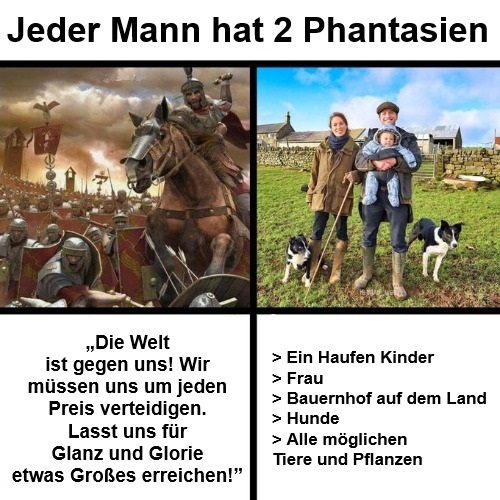 Jeder Mann hat 2 Phantasien
„Die Welt
ist gegen uns! Wir
müssen uns um jeden
Preis verteidigen.
Lasst uns für
Glanz und Glorie
etwas Großes erreichen!”
> Ein Haufen Kinder
> Frau
> Bauernhof auf dem Land
> Hunde
> Alle möglichen
Tiere und Pflanzen